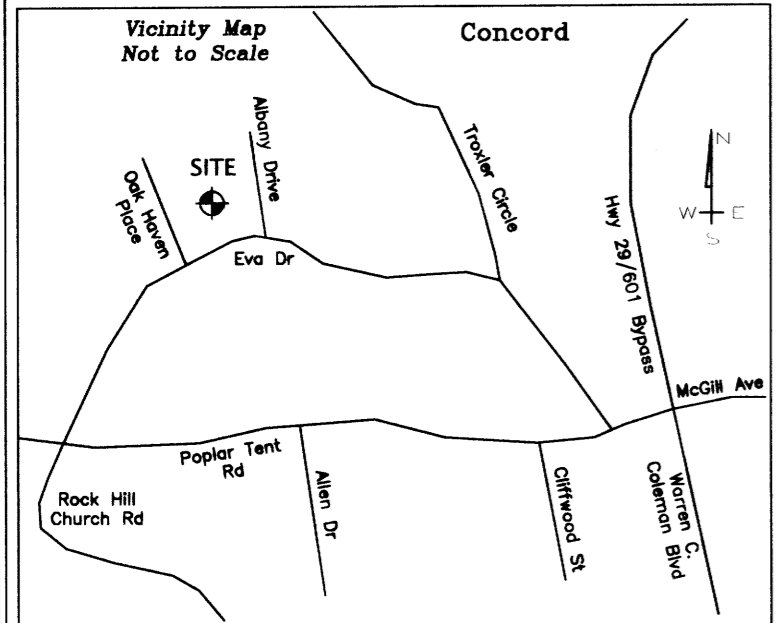 Vicinity Map
Not to Scale
Concord
Albany Drive
Troxler Circle
SITE
Oak Haven
Place
N
W E
S
Hwy 29/601 Bypass
Eva Dr
McGill Ave
Poplar Tent
Rd
Rock Hill
Church Rd
Allen Dr
Cliffwood St
Warren C.
Coleman Blvd